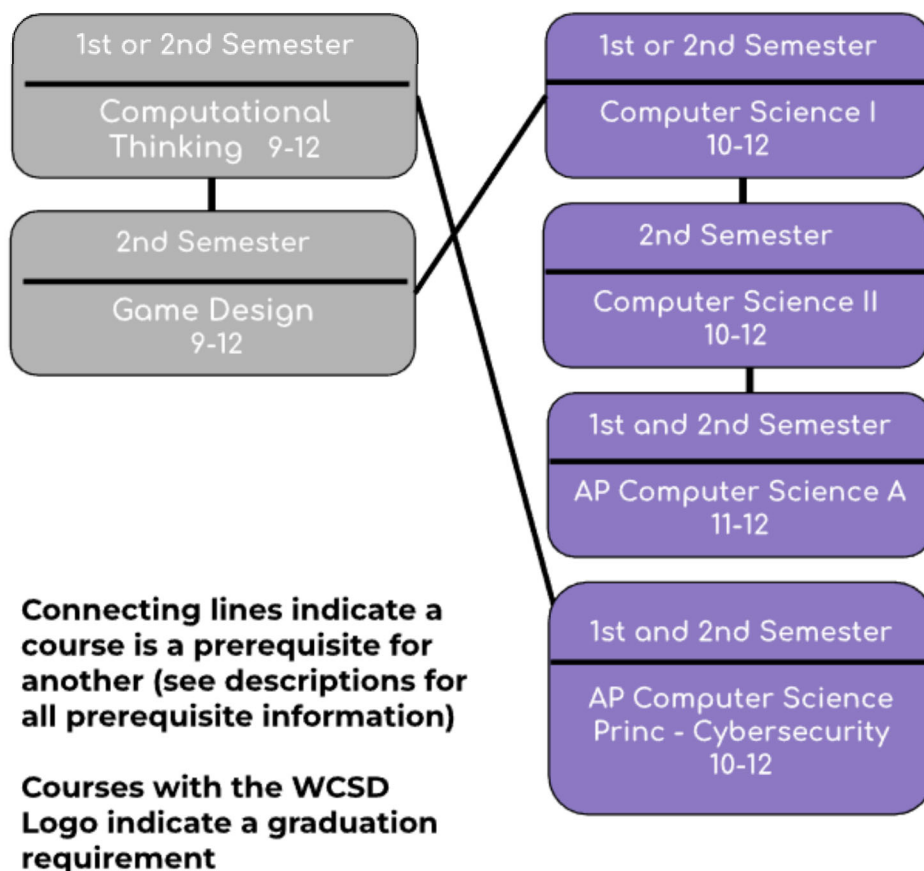 1st or 2nd Semester
Computational
Thinking 9-12
2nd Semester
Game Design
9-12
1st or 2nd Semester
Computer Science I
10-12
2nd Semester
Computer Science II
10-12
1st and 2nd Semester
AP Computer Science A
11-12
1st and 2nd Semester
AP Computer Science
Princ - Cybersecurity
10-12
Connecting lines indicate a
course is a prerequisite for
another (see descriptions for
all prerequisite information)
Courses with the WCSD
Logo indicate a graduation
requirement